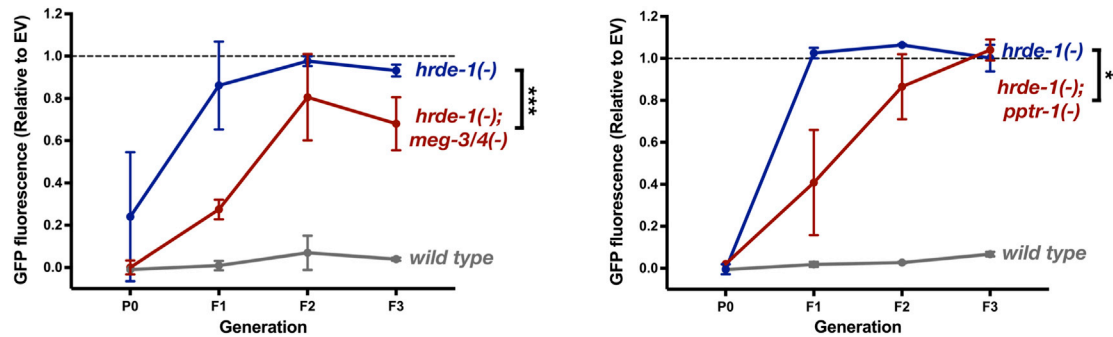 GFP fluorescence (Relative to EV)
1.2
1.0
0.8
0.6
0.4
0.2
0.0
hrde-1(-)
hrde-1(-);
meg-3/4(-)
***
wild type
P0 F1 F2 F3
Generation
GFP fluorescence (Relative to EV)
1.2
1.0
0.8
0.6
0.4
0.2
0.0
hrde-1(-)
hrde-1(-);
pptr-1(-)
*
wild type
P0 F1 F2 F3
Generation